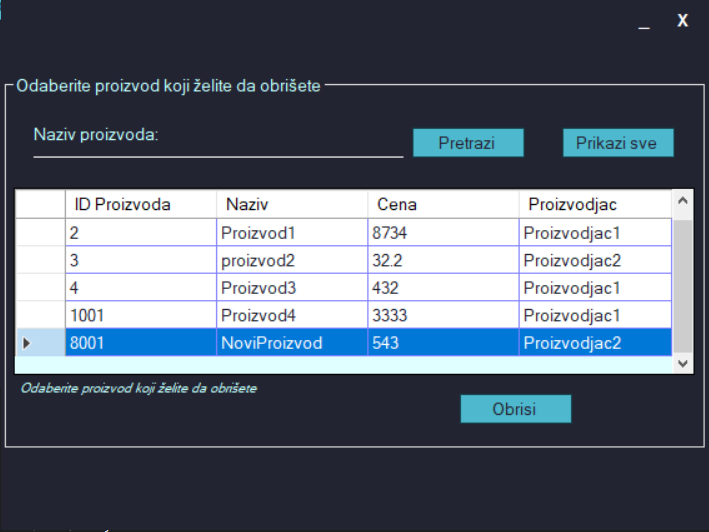 _ X
Odaberite proizvod koji želite da obrišete
Naziv proizvoda: Pretrazi Prikazi sve
ID Proizvoda Naziv Cena Proizvodjac
2 Proizvod1 8734 Proizvodjac1
3 proizvod2 32.2 Proizvodjac2
4 Proizvod3 432 Proizvodjac1
1001 Proizvod4 3333 Proizvodjac1
8001 NoviProizvod 543 Proizvodjac2
Odaberite proizvod koji želite da obrišete
Obrisi